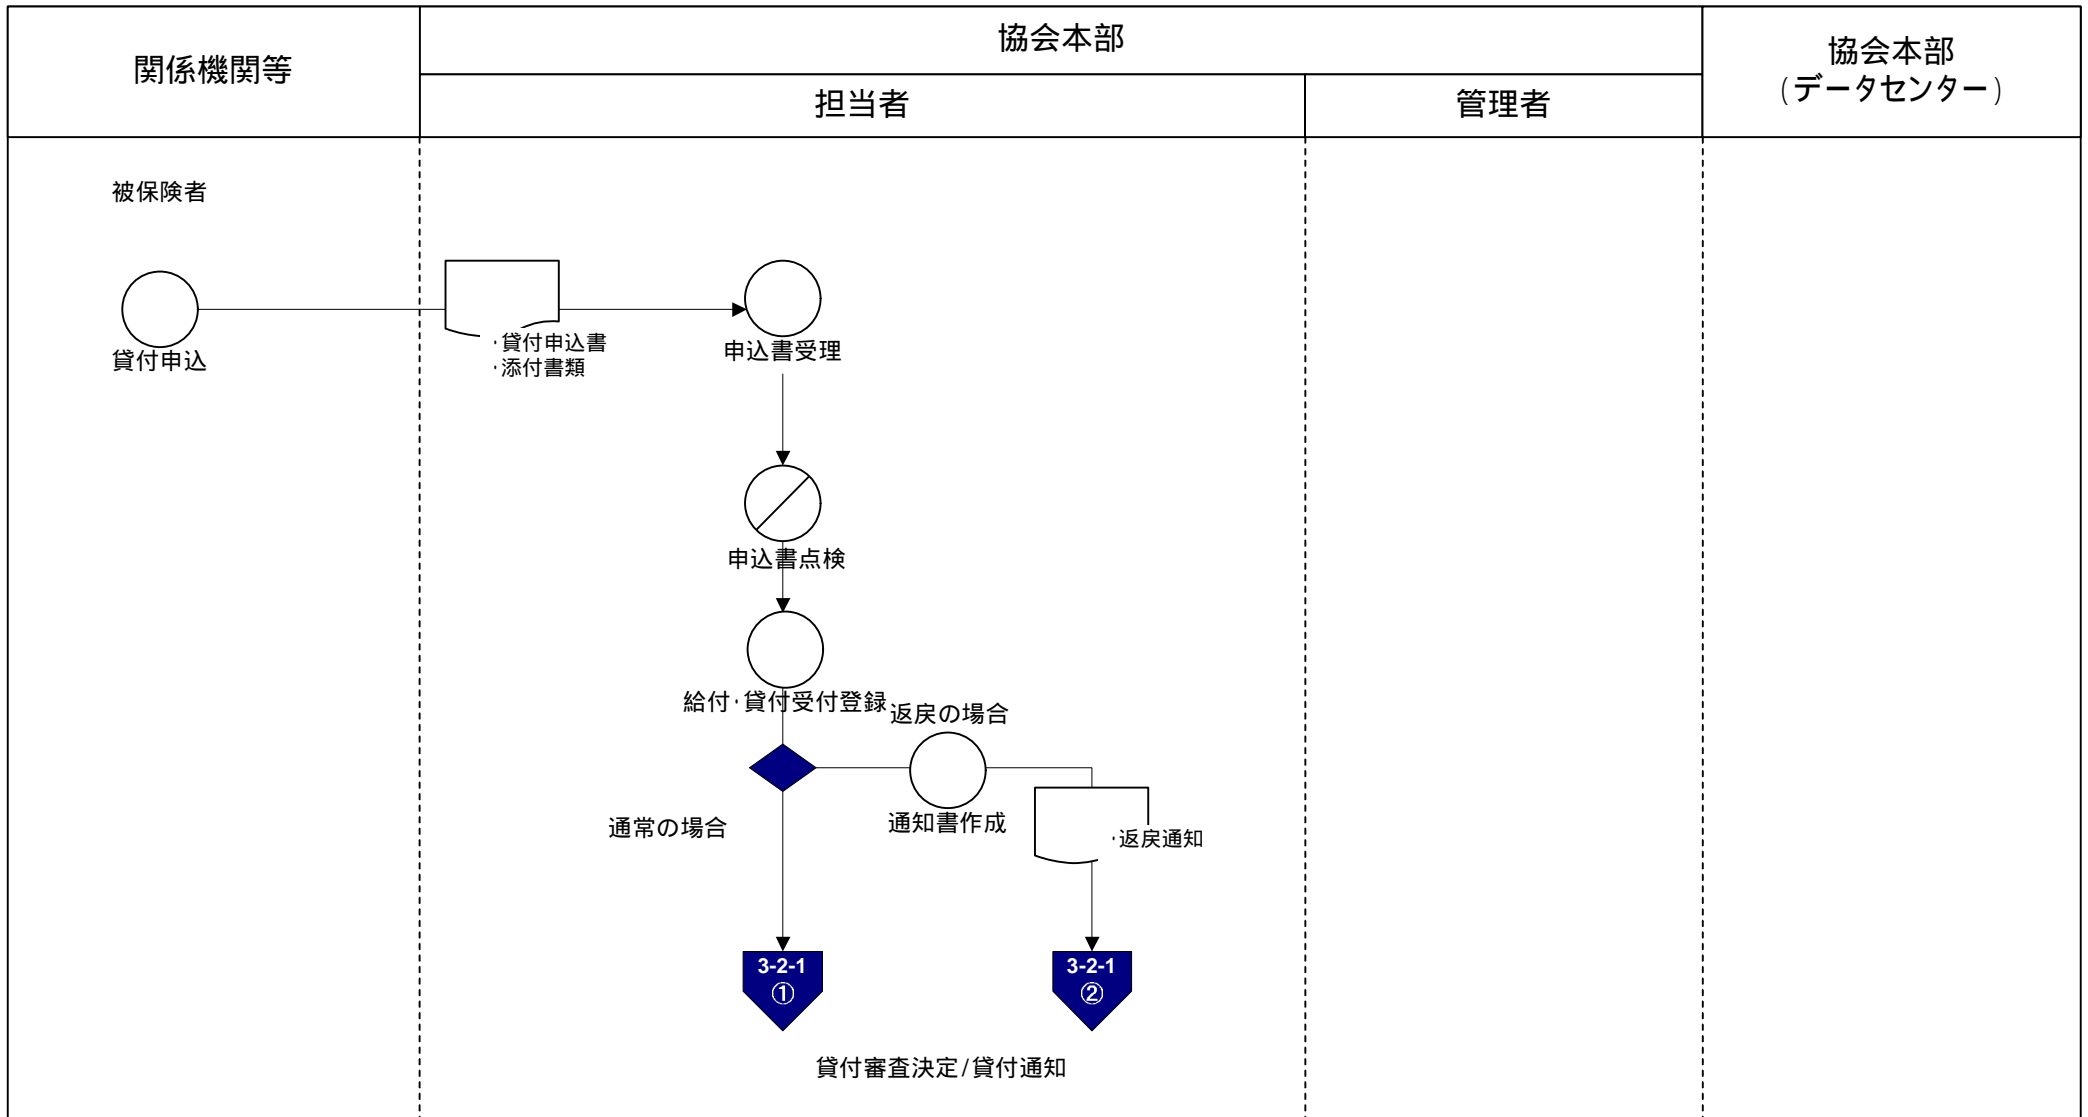 関係機関等
協会本部
協会本部
(データセンター)
担当者
管理者
被保険者
貸付申込
・貸付申込書
・添付書類
申込書受理
申込書点検
給付・貸付受付登録
返戻の場合
通知書作成
通常の場合
・返戻通知
3-2-1
①
3-2-1
②
貸付審査決定/貸付通知